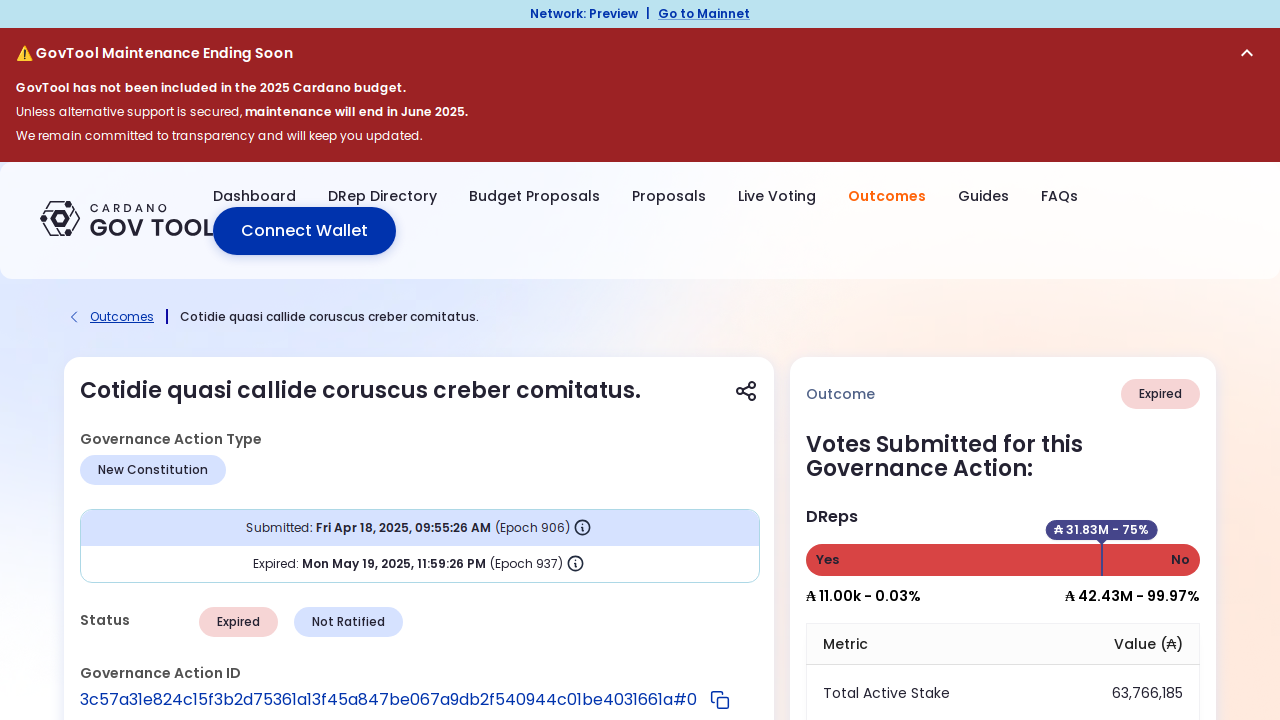 Network: Preview | Go to Mainnet
⚠️ GovTool Maintenance Ending Soon
GovTool has not been included in the 2025 Cardano budget.
Unless alternative support is secured, maintenance will end in June 2025.
We remain committed to transparency and will keep you updated.
CARDANO
GOV TOOL
Dashboard DRep Directory Budget Proposals Proposals Live Voting Outcomes Guides FAQs
Connect Wallet
Outcomes | Cotidie quasi callide coruscus creber comitatus.
Cotidie quasi callide coruscus creber comitatus.
Governance Action Type
New Constitution
Submitted: Fri Apr 18, 2025, 09:55:26 AM (Epoch 906)
Expired: Mon May 19, 2025, 11:59:26 PM (Epoch 937)
Status Expired Not Ratified
Governance Action ID
3c57a31e824c15f3b2d75361a13f45a847be067a9db2f540944c01be4031661a#0
Outcome Expired
Votes Submitted for this
Governance Action:
DReps
₳ 31.83M - 75%
Yes No
₳ 11.00k - 0.03% ₳ 42.43M - 99.97%
Metric Value (₳)
Total Active Stake 63,766,185